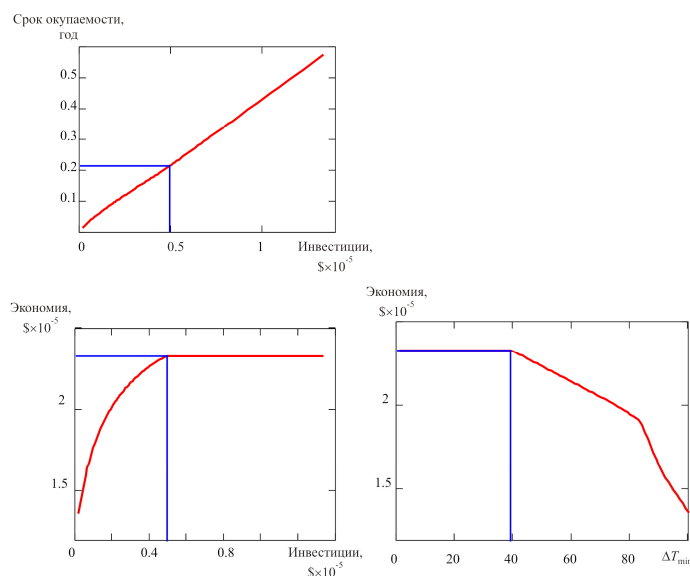 Срок окупаемости,
год
0.5
0.4
0.3
0.2
0.1
0 0.5 1 Инвестиции,
$×10⁻⁵
Экономия,
$×10⁻⁵
2
1.5
0 0.4 0.8 Инвестиции,
$×10⁻⁵
Экономия,
$×10⁻⁵
2
1.5
0 20 40 60 80 ΔTmin